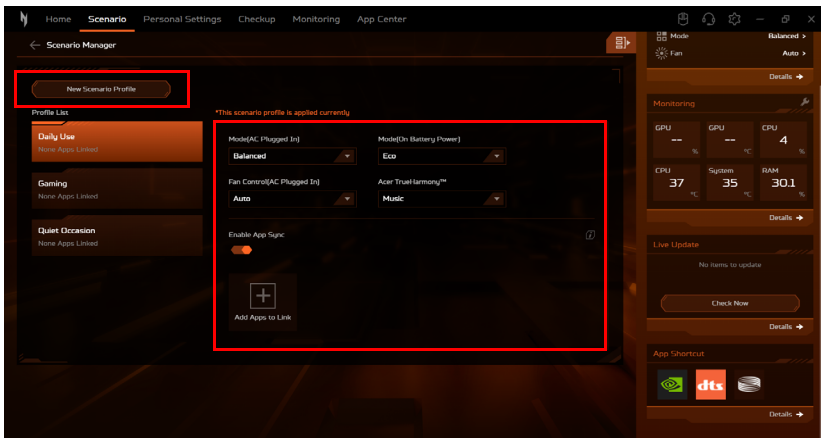 Home Scenario Personal Settings Checkup Monitoring App Center
Scenario Manager
New Scenario Profile
Profile List
Daily Use
None Apps Linked
Gaming
None Apps Linked
Quiet Occasion
None Apps Linked
*This scenario profile is applied currently
Mode(AC Plugged In) Mode(On Battery Power)
Balanced Eco
Fan Control(AC Plugged In) Acer TrueHarmony™
Auto Music
Enable App Sync
Add Apps to Link
Mode Balanced >
Fan Auto >
Details →
Monitoring
GPU GPU CPU
-- -- 4
% °C %
CPU System RAM
37 35 30.1
°C °C %
Details →
Live Update
No items to update
Check Now
Details →
App Shortcut
dts
Details →